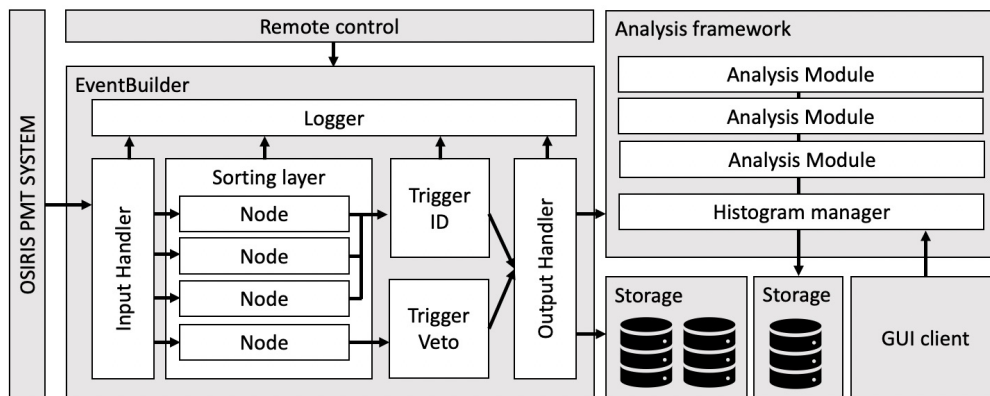 OSIRIS PMT SYSTEM
Remote control
EventBuilder
Logger
Input Handler
Sorting layer
Node
Node
Node
Node
Trigger
ID
Trigger
Veto
Output Handler
Analysis framework
Analysis Module
Analysis Module
Analysis Module
Histogram manager
Storage
Storage
GUI client